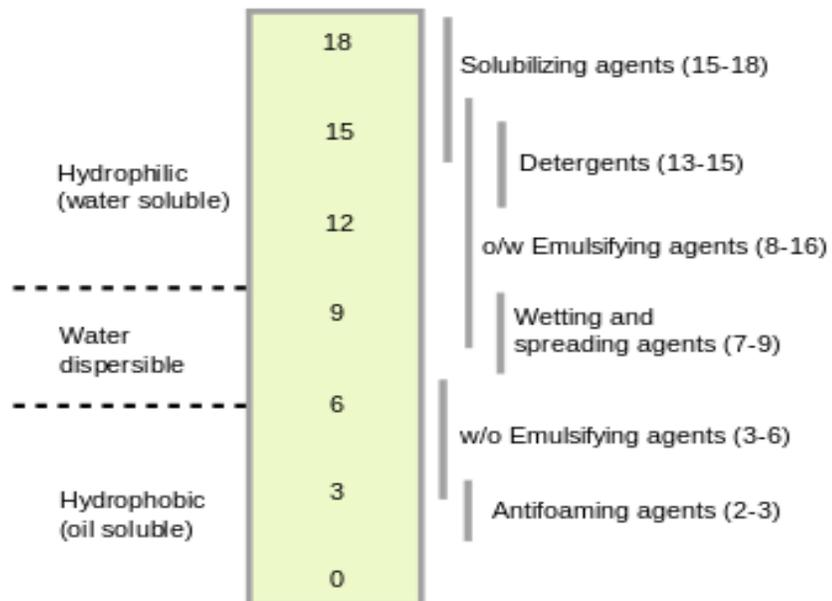 18
Solubilizing agents (15-18)
15
Detergents (13-15)
Hydrophilic
(water soluble)
12
o/w Emulsifying agents (8-16)
9
Wetting and
spreading agents (7-9)
Water
dispersible
6
w/o Emulsifying agents (3-6)
3
Hydrophobic
(oil soluble)
Antifoaming agents (2-3)
0